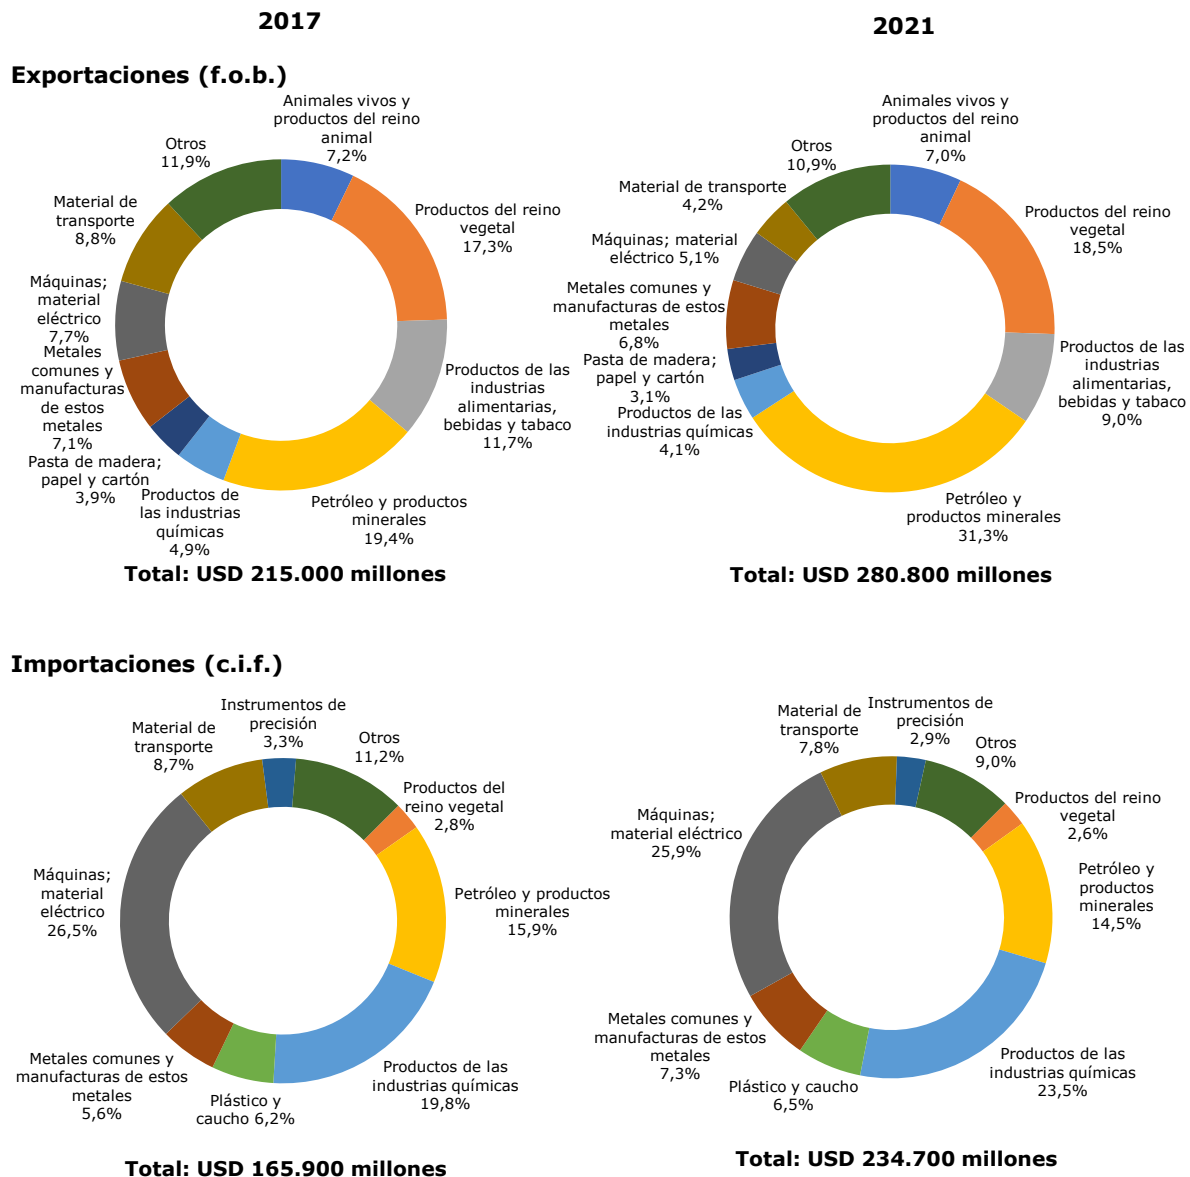 2017
2021
Exportaciones (f.o.b.)
Animales vivos y
productos del reino
animal
7,2%
Productos del reino
vegetal
17,3%
Productos de las
industrias
alimentarias,
bebidas y tabaco
11,7%
Petróleo y productos
minerales
19,4%
Productos de
las industrias
químicas
4,9%
Pasta de madera;
papel y cartón
3,9%
Metales
comunes y
manufacturas
de estos
metales
7,1%
Máquinas;
material
eléctrico
7,7%
Material de
transporte
8,8%
Otros
11,9%
Total: USD 215.000 millones
Animales vivos y
productos del reino
animal
7,0%
Productos del reino
vegetal
18,5%
Productos de las
industrias
alimentarias,
bebidas y tabaco
9,0%
Petróleo y
productos minerales
31,3%
Productos de las
industrias químicas
4,1%
Pasta de madera;
papel y cartón
3,1%
Metales comunes y
manufacturas de estos
metales
6,8%
Máquinas; material
eléctrico 5,1%
Material de transporte
4,2%
Otros
10,9%
Total: USD 280.800 millones
Importaciones (c.i.f.)
Instrumentos de
precisión
3,3%
Otros
11,2%
Productos del
reino vegetal
2,8%
Petróleo y productos
minerales
15,9%
Productos de las
industrias químicas
19,8%
Plástico y
caucho 6,2%
Metales comunes y
manufacturas de estos
metales
5,6%
Máquinas;
material
eléctrico
26,5%
Material de
transporte
8,7%
Total: USD 165.900 millones
Instrumentos de
precisión
2,9%
Otros
9,0%
Productos del reino
vegetal
2,6%
Petróleo y
productos
minerales
14,5%
Productos de las
industrias químicas
23,5%
Plástico y caucho
6,5%
Metales comunes y
manufacturas de estos
metales
7,3%
Máquinas;
material eléctrico
25,9%
Material de
transporte
7,8%
Total: USD 234.700 millones